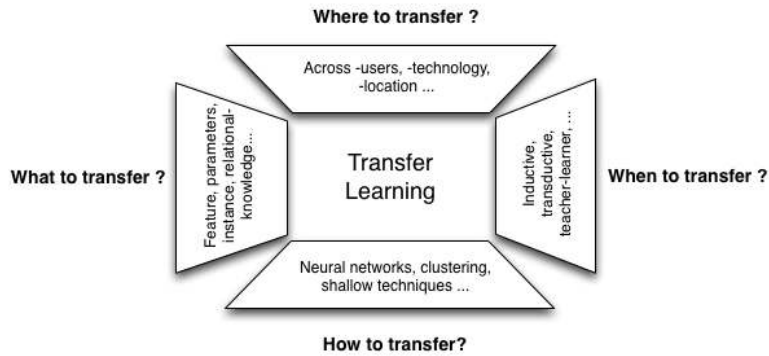 Where to transfer ?
Across -users, -technology,
-location ...
What to transfer ?
Feature, parameters,
instance, relational-
knowledge...
Transfer
Learning
Inductive,
transductive,
teacher-learner, ...
When to transfer ?
Neural networks, clustering,
shallow techniques ...
How to transfer?